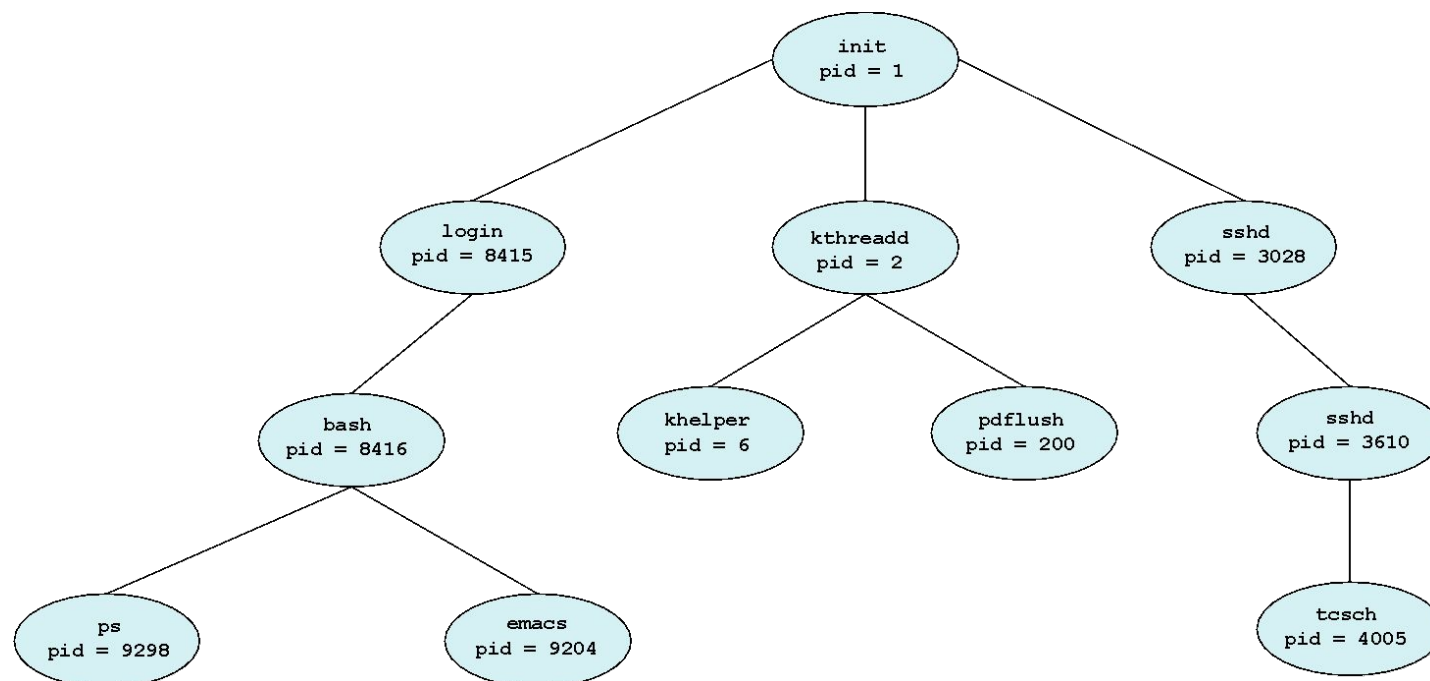 init
pid = 1
login
pid = 8415
kthreadd
pid = 2
sshd
pid = 3028
bash
pid = 8416
khelper
pid = 6
pdflush
pid = 200
sshd
pid = 3610
ps
pid = 9298
emacs
pid = 9204
tcsch
pid = 4005